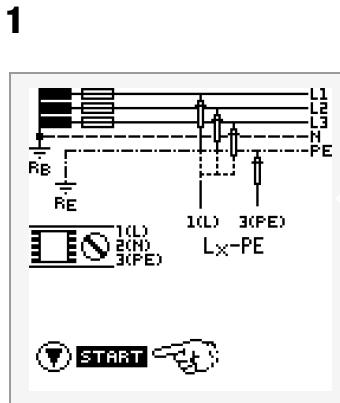 1
L1
L2
L3
N
PE
RB
RE
1(L) 3(PE)
Lx-PE
1(L)
2(N)
3(PE)
START